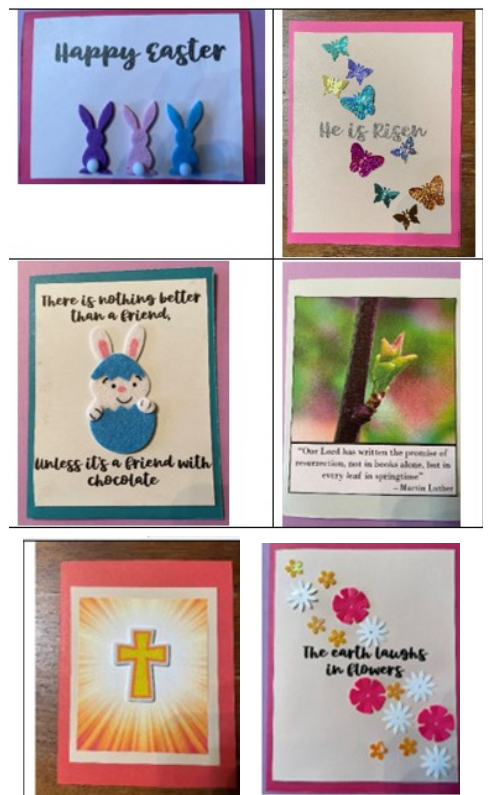 Happy Easter
He is Risen
There is nothing better
than a friend,
Unless it's a friend with
chocolate
"Our Lord has written the promise of
resurrection, not in books alone, but in
every leaf in springtime"
– Martin Luther
The earth laughs
in flowers